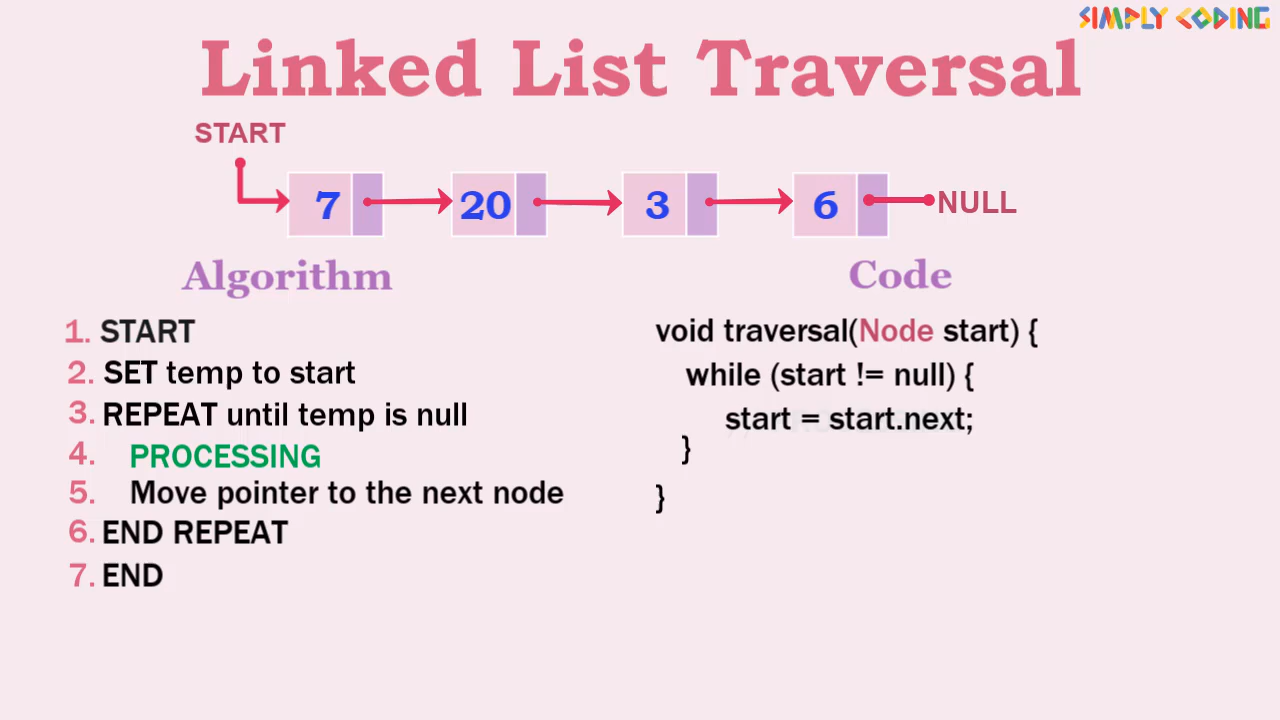 SIMPLY CODING
Linked List Traversal
START
7 20 3 6 NULL
Algorithm
1. START
2. SET temp to start
3. REPEAT until temp is null
4. PROCESSING
5. Move pointer to the next node
6. END REPEAT
7. END
Code
void traversal(Node start) {
while (start != null) {
start = start.next;
}
}